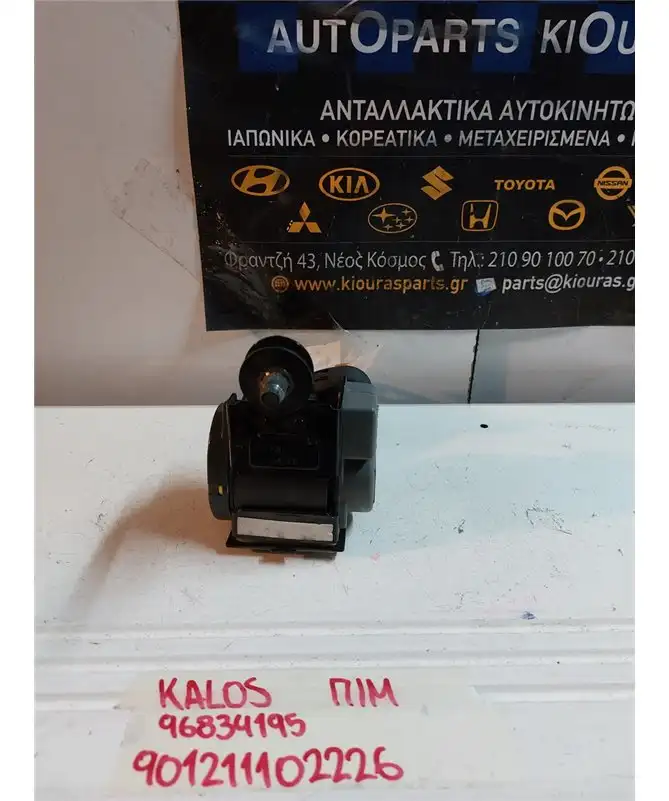 AUTOPARTS KIOU
ΑΝΤΑΛΛΑΚΤΙΚΑ ΑΥΤΟΚΙΝΗΤΩ
ΙΑΠΩΝΙΚΑ • ΚΟΡΕΑΤΙΚΑ • ΜΕΤΑΧΕΙΡΙΣΜΕΝΑ •
KIA TOYOTA NISSAN
Φραντζή 43, Νέος Κόσμος Τηλ.: 210 90 100 70 • 210
www.kiourasparts.gr parts@kiouras.g
KALOS ΠΙΜ
96834195
901211102226